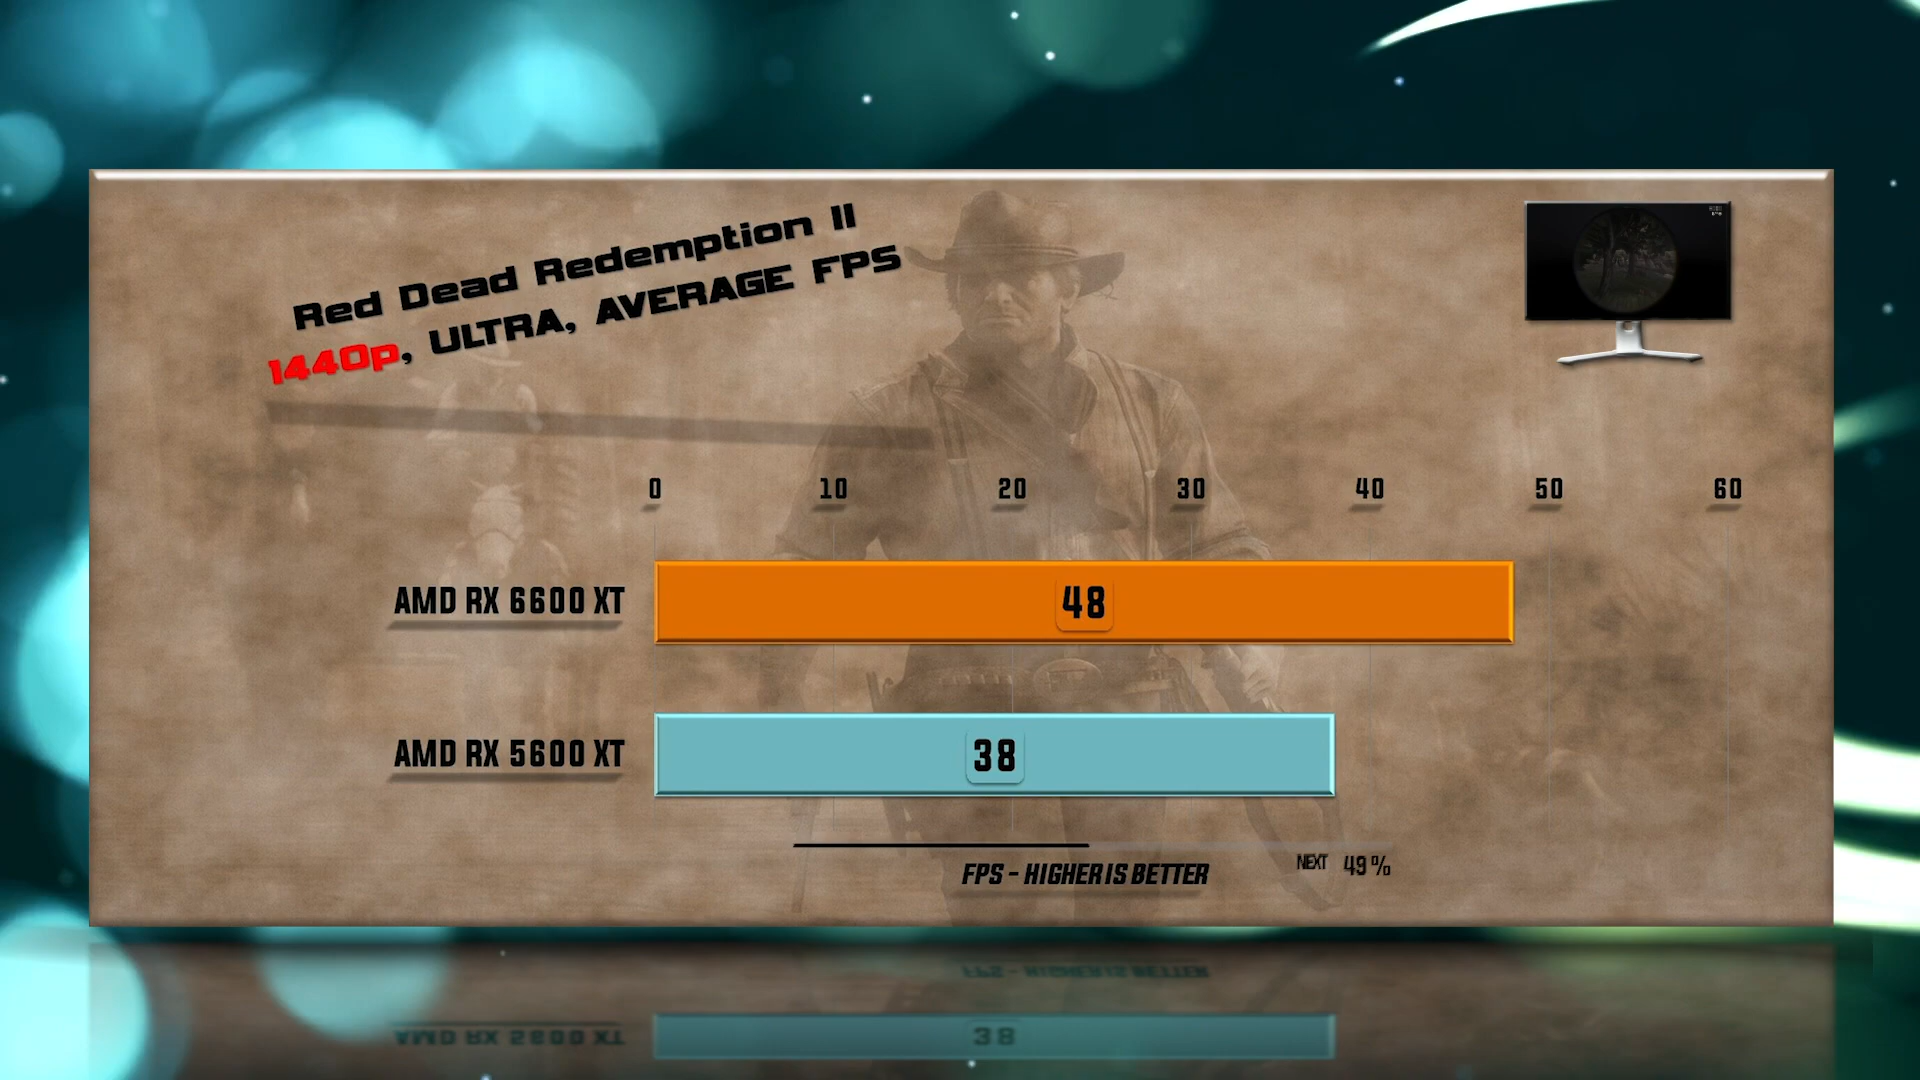 Red Dead Redemption II
1440p, ULTRA, AVERAGE FPS
0 10 20 30 40 50 60
AMD RX 6600 XT 48
AMD RX 5600 XT 38
FPS - HIGHER IS BETTER
NEXT 49%